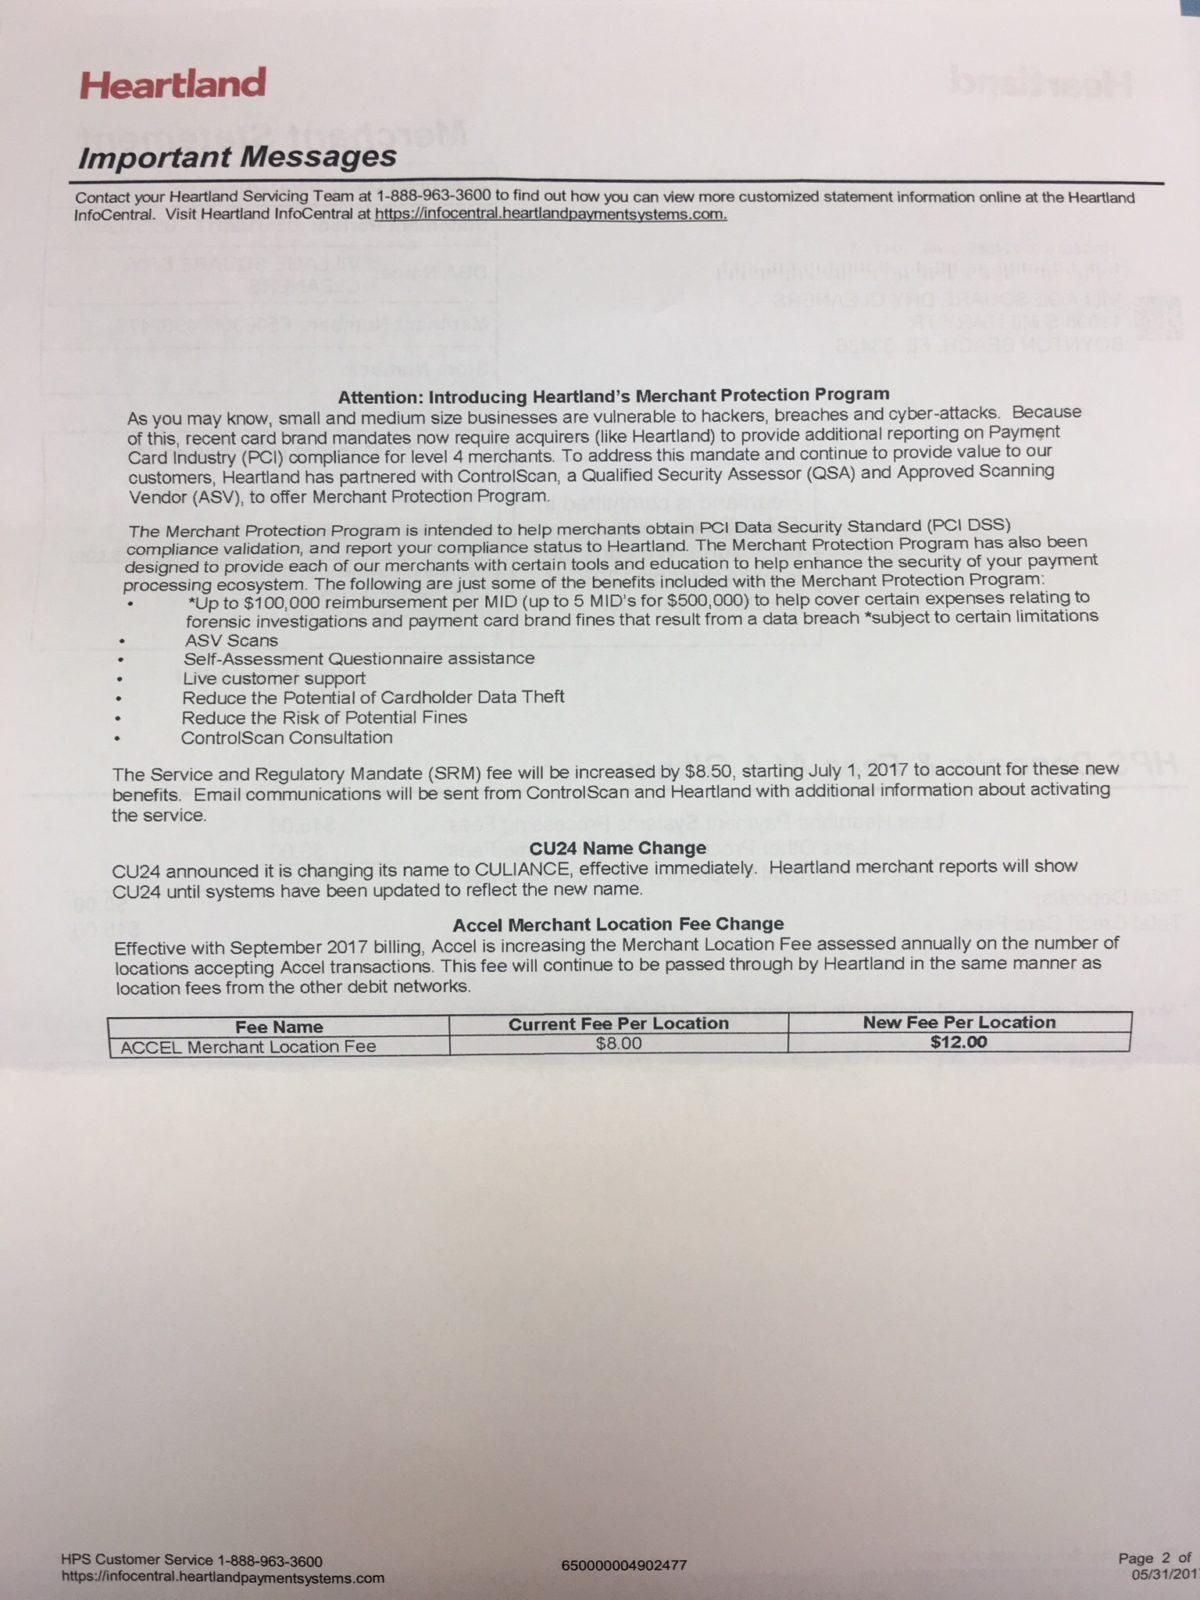 Heartland
Important Messages
Contact your Heartland Servicing Team at 1-888-963-3600 to find out how you can view more customized statement information online at the Heartland
InfoCentral. Visit Heartland InfoCentral at https://infocentral.heartlandpaymentsystems.com.
Attention: Introducing Heartland's Merchant Protection Program
As you may know, small and medium size businesses are vulnerable to hackers, breaches and cyber-attacks. Because
of this, recent card brand mandates now require acquirers (like Heartland) to provide additional reporting on Payment
Card Industry (PCI) compliance for level 4 merchants. To address this mandate and continue to provide value to our
customers, Heartland has partnered with ControlScan, a Qualified Security Assessor (QSA) and Approved Scanning
Vendor (ASV), to offer Merchant Protection Program.
The Merchant Protection Program is intended to help merchants obtain PCI Data Security Standard (PCI DSS)
compliance validation, and report your compliance status to Heartland. The Merchant Protection Program has also been
designed to provide each of our merchants with certain tools and education to help enhance the security of your payment
processing ecosystem. The following are just some of the benefits included with the Merchant Protection Program:
• *Up to $100,000 reimbursement per MID (up to 5 MID's for $500,000) to help cover certain expenses relating to
forensic investigations and payment card brand fines that result from a data breach *subject to certain limitations
• ASV Scans
• Self-Assessment Questionnaire assistance
• Live customer support
• Reduce the Potential of Cardholder Data Theft
• Reduce the Risk of Potential Fines
• ControlScan Consultation
The Service and Regulatory Mandate (SRM) fee will be increased by $8.50, starting July 1, 2017 to account for these new
benefits. Email communications will be sent from ControlScan and Heartland with additional information about activating
the service.
CU24 Name Change
CU24 announced it is changing its name to CULIANCE, effective immediately. Heartland merchant reports will show
CU24 until systems have been updated to reflect the new name.
Accel Merchant Location Fee Change
Effective with September 2017 billing, Accel is increasing the Merchant Location Fee assessed annually on the number of
locations accepting Accel transactions. This fee will continue to be passed through by Heartland in the same manner as
location fees from the other debit networks.
Fee Name Current Fee Per Location New Fee Per Location
ACCEL Merchant Location Fee $8.00 $12.00
HPS Customer Service 1-888-963-3600 650000004902477 Page 2 of
https://infocentral.heartlandpaymentsystems.com 05/31/201